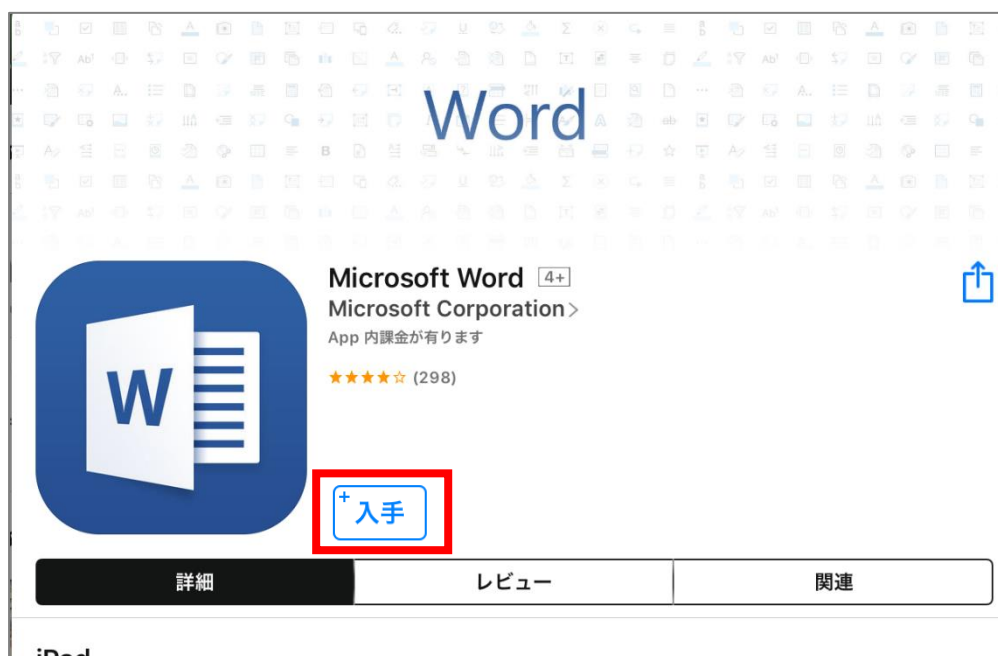 Word
Microsoft Word 4+
Microsoft Corporation>
App 内課金が有ります
★★★★☆ (298)
W
+入手
詳細 レビュー 関連